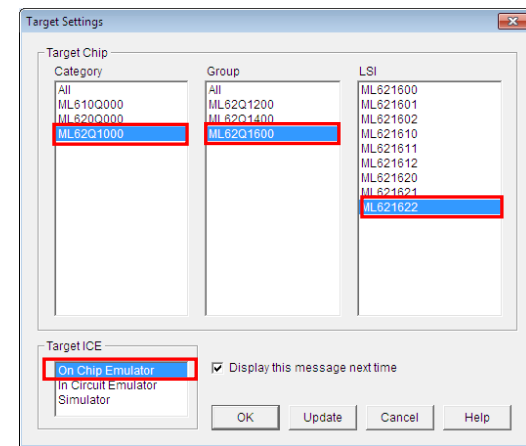 Target Settings
Target Chip
Category
All
ML610Q000
ML620Q000
ML62Q1000
Group
All
ML62Q1200
ML62Q1400
ML62Q1600
LSI
ML621600
ML621601
ML621602
ML621610
ML621611
ML621612
ML621620
ML621621
ML621622
Target ICE
On Chip Emulator
In Circuit Emulator
Simulator
Display this message next time
OK
Update
Cancel
Help